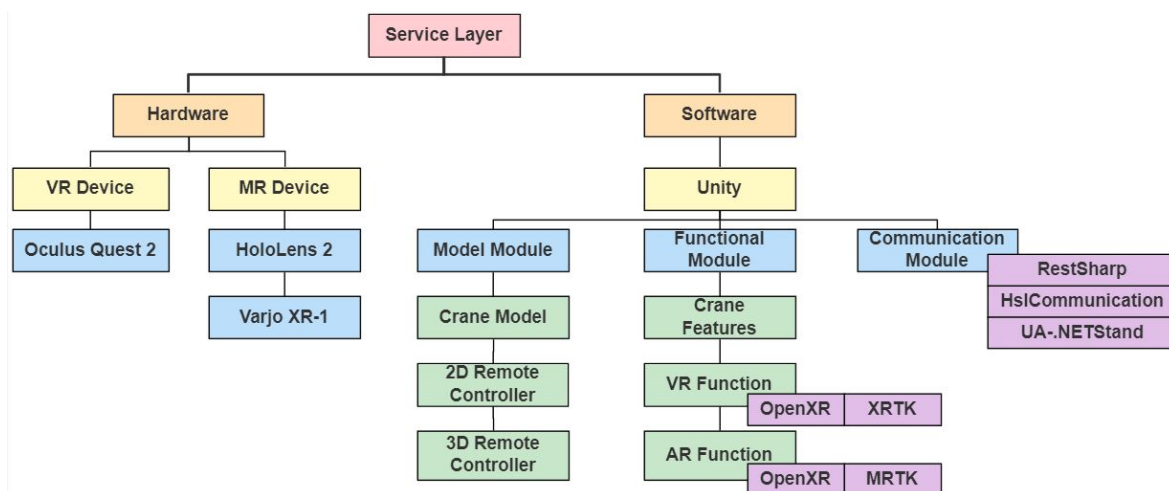 Service Layer
Hardware
Software
VR Device
MR Device
Unity
Oculus Quest 2
HoloLens 2
Model Module
Functional
Module
Communication
Module
RestSharp
HslCommunication
UA-.NETStand
Varjo XR-1
Crane Model
Crane
Features
2D Remote
Controller
VR Function
OpenXR
XRTK
3D Remote
Controller
AR Function
OpenXR
MRTK